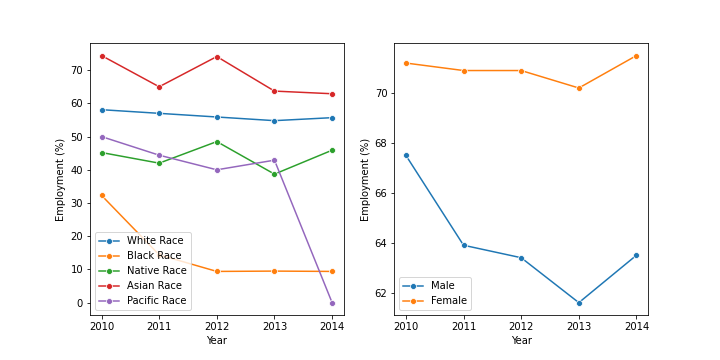 Employment (%)
70
60
50
40
30
20
10
0
White Race
Black Race
Native Race
Asian Race
Pacific Race
2010 2011 2012 2013 2014
Year
Employment (%)
70
68
66
64
62
Male
Female
2010 2011 2012 2013 2014
Year